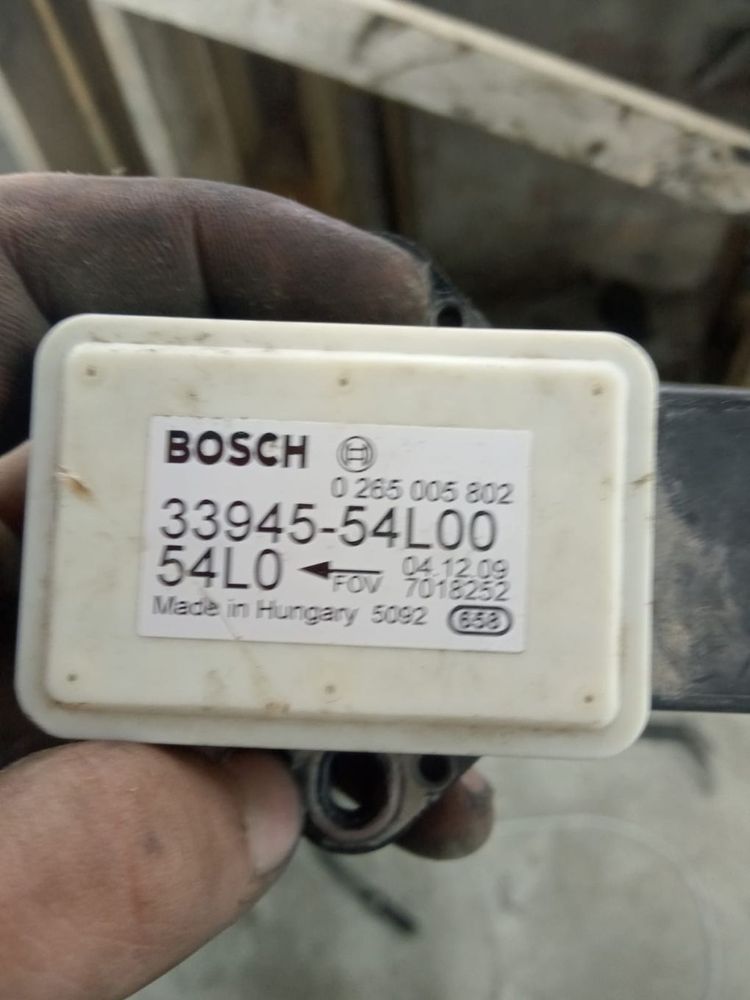 BOSCH
0 265 005 802
33945-54L00
54L0 FOV 04.12.09
7018252
Made in Hungary 5092 658